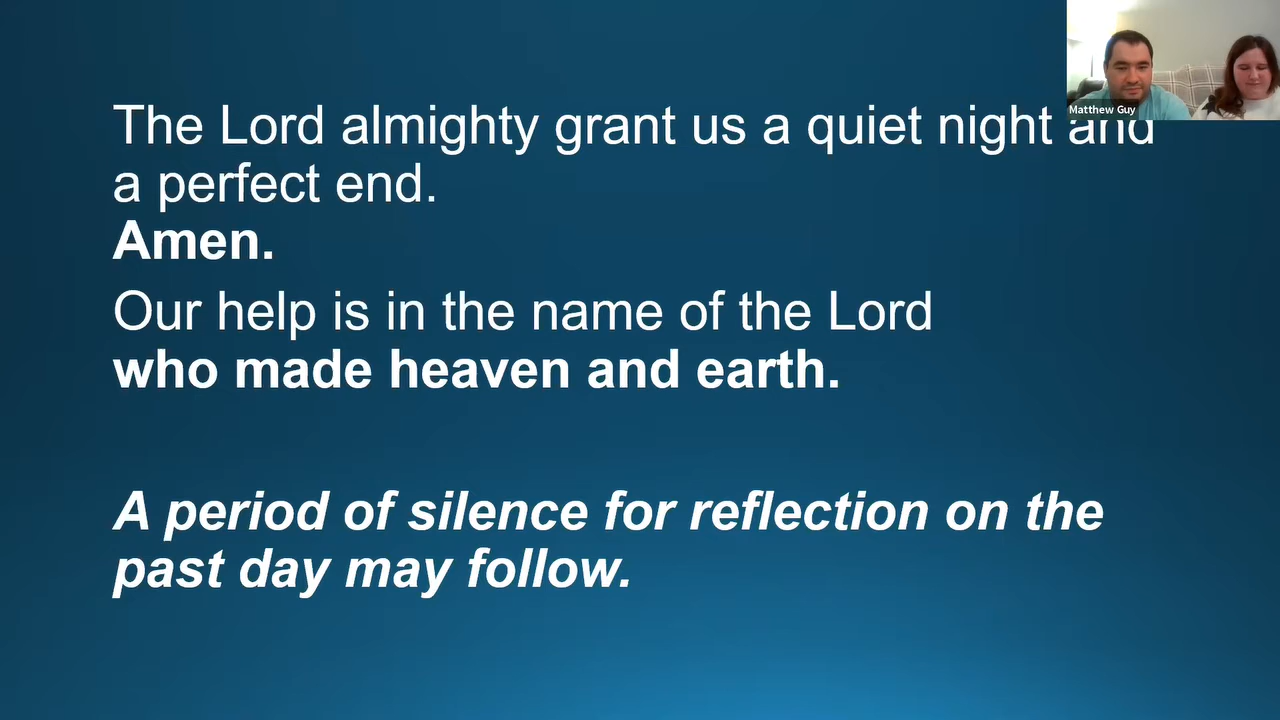 The Lord almighty grant us a quiet night and
a perfect end.
Amen.
Our help is in the name of the Lord
who made heaven and earth.
A period of silence for reflection on the
past day may follow.
Matthew Guy